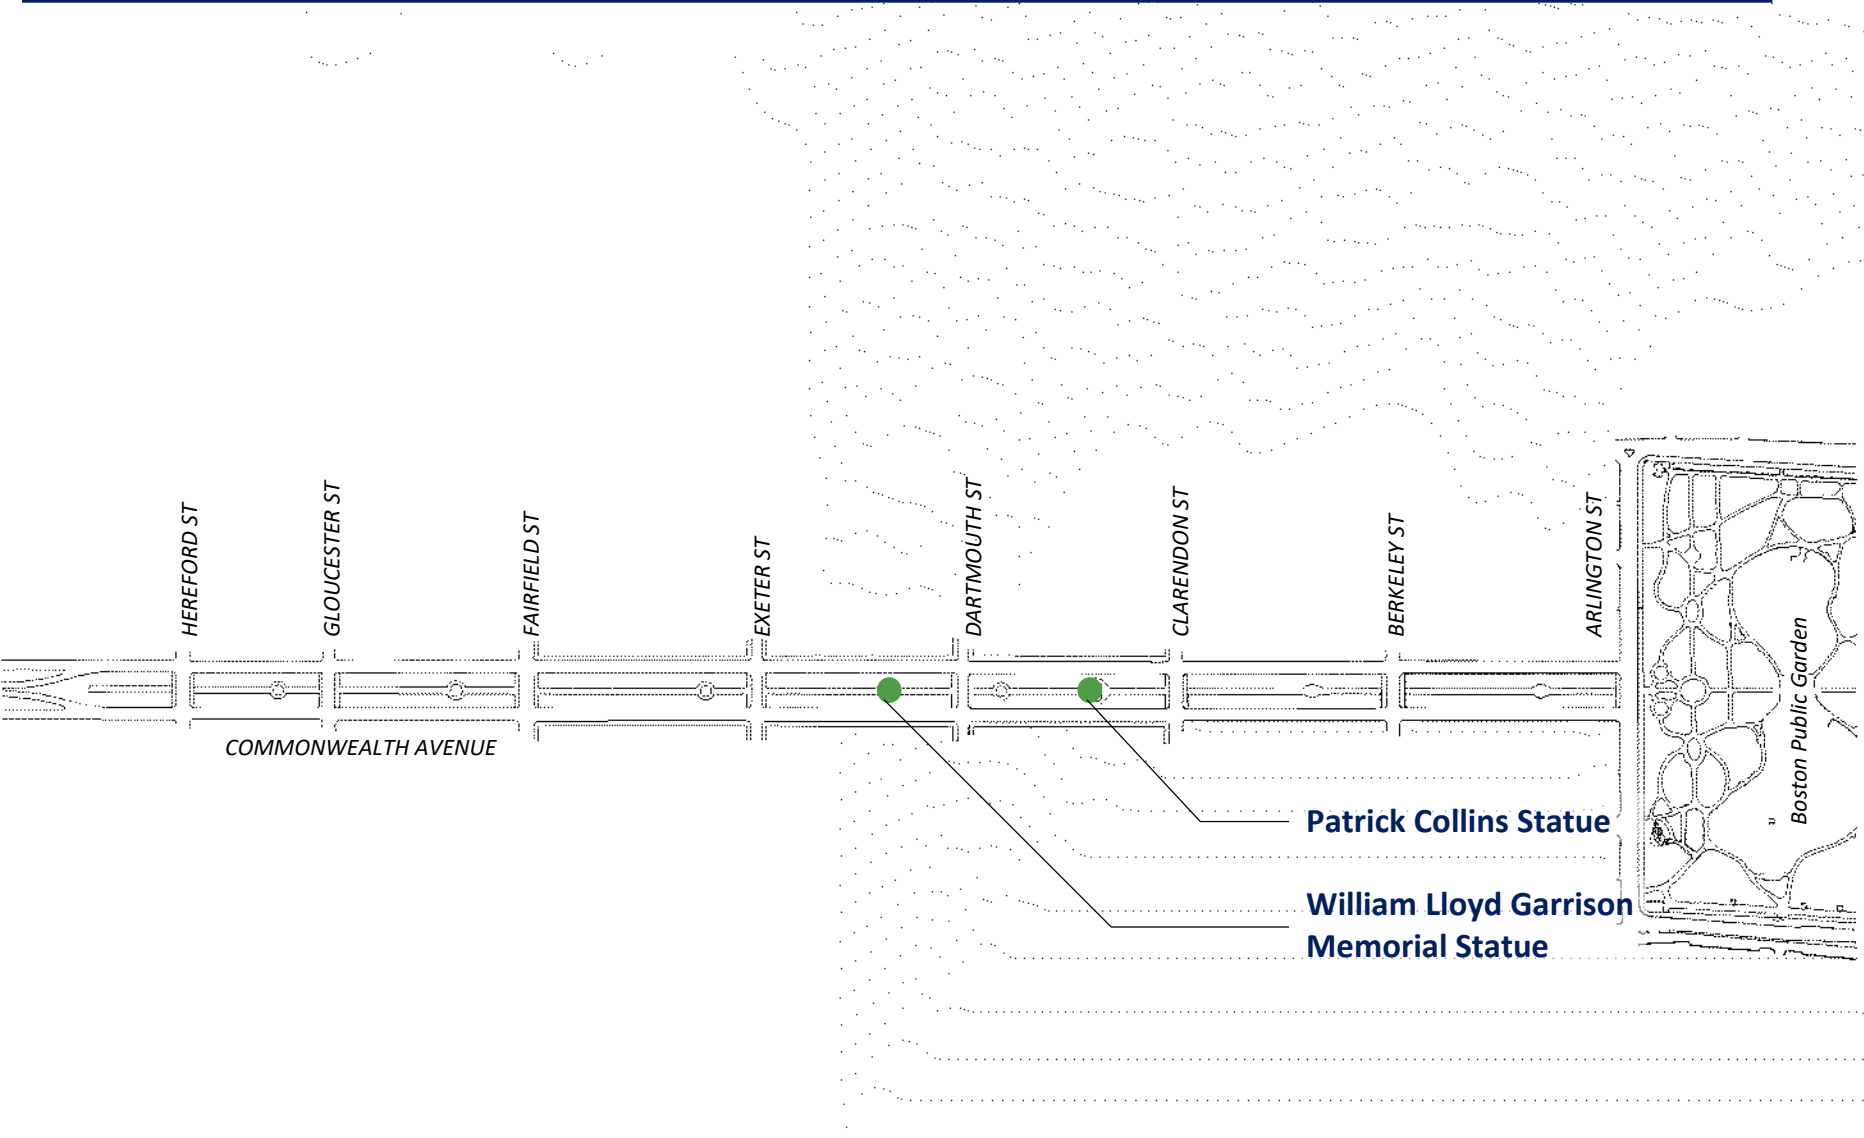 HEREFORD ST
GLOUCESTER ST
FAIRFIELD ST
EXETER ST
DARTMOUTH ST
CLARENDON ST
BERKELEY ST
ARLINGTON ST
Boston Public Garden
COMMONWEALTH AVENUE
Patrick Collins Statue
William Lloyd Garrison
Memorial Statue